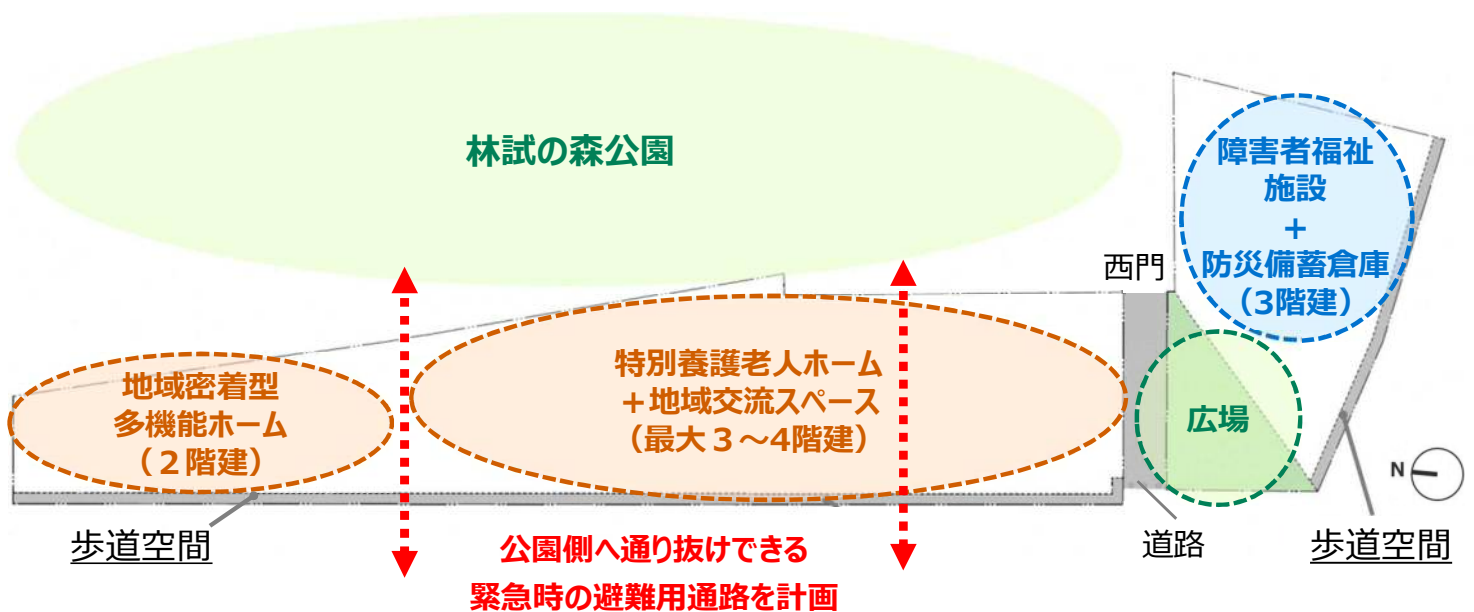 林試の森公園
障害者福祉
施設
+
防災備蓄倉庫
（3階建）
西門
地域密着型
多機能ホーム
（２階建）
特別養護老人ホーム
＋地域交流スペース
（最大３～4階建）
広場
N
歩道空間
道路
歩道空間
公園側へ通り抜けできる
緊急時の避難用通路を計画